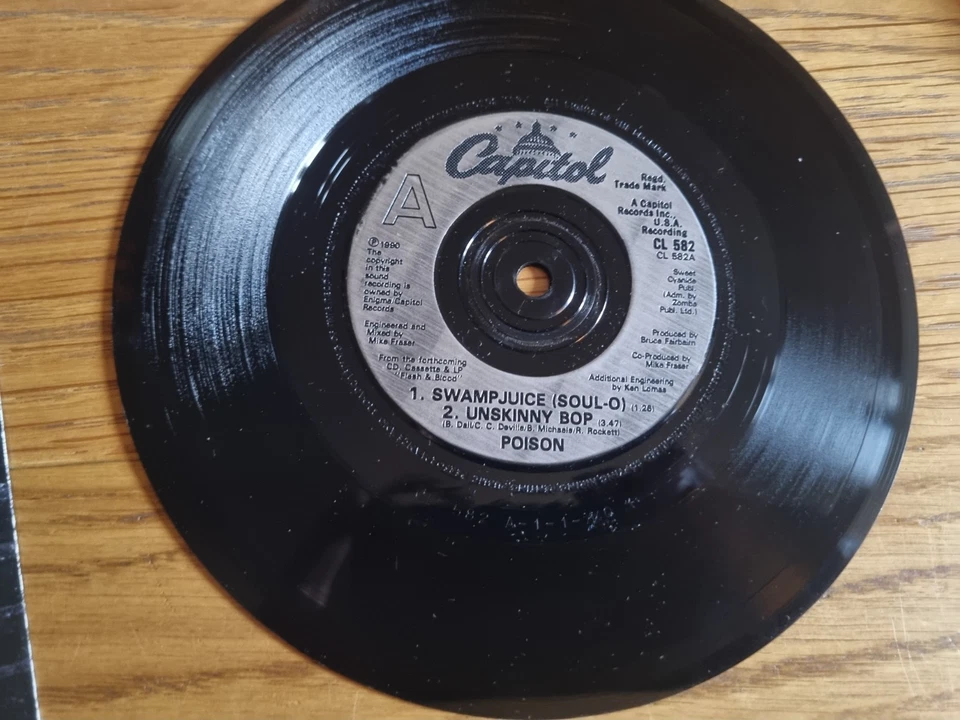 Capitol
Regd.
Trade Mark
A
A Capitol
Records Inc.,
U.S.A.
Recording
CL 582
CL 582A
℗ 1990
The
copyright
in this
sound
recording is
owned by
Enigma/Capitol
Records
Sweet
Cyanide
Publ.
(Adm. by
Zomba
Publ. Ltd.)
Engineered and
Mixed by
Mike Fraser
Produced by
Bruce Fairbairn
Co-Produced by
Mike Fraser
From the forthcoming
CD, Cassette & LP
"Flesh & Blood"
Additional Engineering
by Ken Lomas
1. SWAMPJUICE (SOUL-O) (1.26)
2. UNSKINNY BOP (3.47)
(B. Dall/C. C. Deville/B. Michaels/R. Rockett)
POISON
A-1-1-